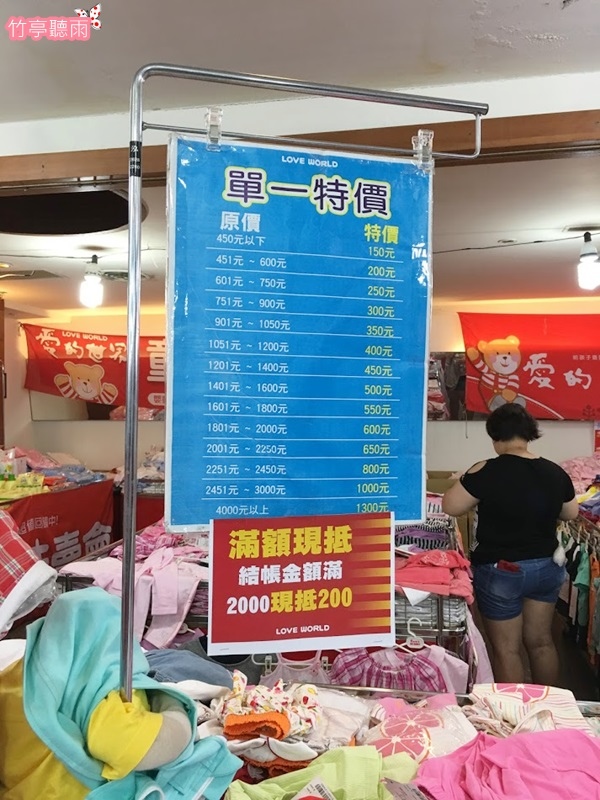 竹亭聽雨
LOVE WORLD
單一特價
原價 特價
450元以下 150元
451元 ~ 600元 200元
601元 ~ 750元 250元
751元 ~ 900元 300元
901元 ~ 1050元 350元
1051元 ~ 1200元 400元
1201元 ~ 1400元 450元
1401元 ~ 1600元 500元
1601元 ~ 1800元 550元
1801元 ~ 2000元 600元
2001元 ~ 2250元 650元
2251元 ~ 2450元 800元
2451元 ~ 3000元 1000元
4000元以上 1300元
滿額現抵
結帳金額滿
2000現抵200
LOVE WORLD
LOVE WORLD
愛的世界
愛的
大賣會